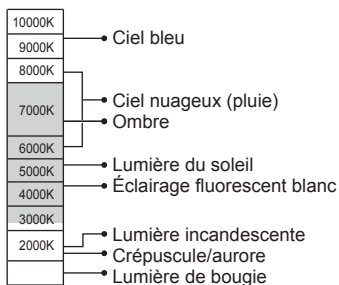 10000K
9000K
Ciel bleu
8000K
Ciel nuageux (pluie)
7000K
Ombre
6000K
5000K
Lumière du soleil
4000K
Éclairage fluorescent blanc
3000K
2000K
Lumière incandescente
Crépuscule/aurore
Lumière de bougie